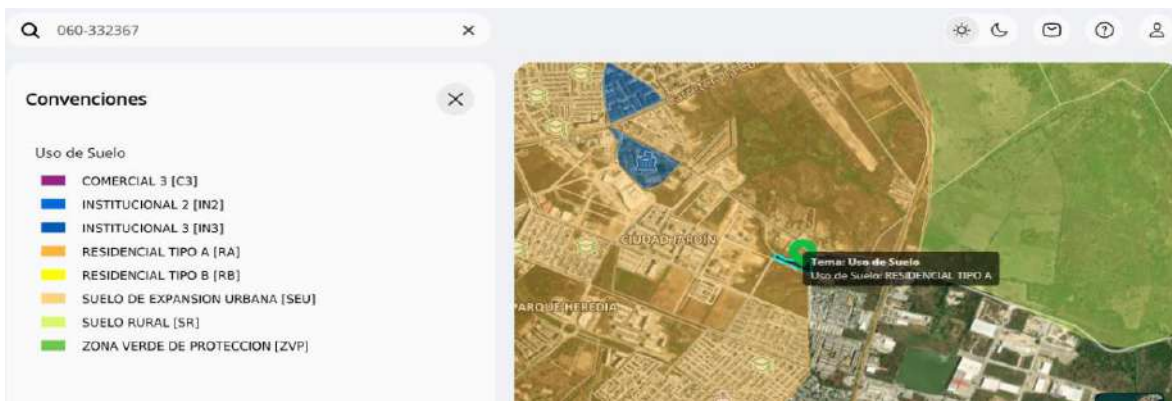 060-332367
Convenciones
Uso de Suelo
COMERCIAL 3 [C3]
INSTITUCIONAL 2 [IN2]
INSTITUCIONAL 3 [IN3]
RESIDENCIAL TIPO A [RA]
RESIDENCIAL TIPO B [RB]
SUELO DE EXPANSION URBANA [SEU]
SUELO RURAL [SR]
ZONA VERDE DE PROTECCION [ZVP]
CIUDAD JARDÍN
Tema: Uso de Suelo
Uso de Suelo: RESIDENCIAL TIPO A
PARQUE HEREDIA